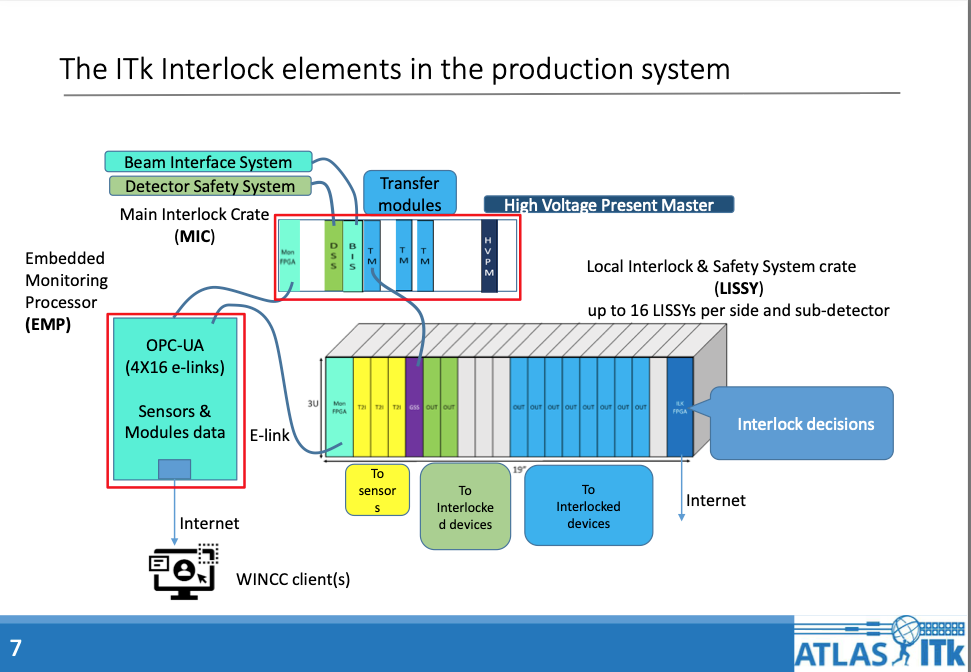 The ITk Interlock elements in the production system
Beam Interface System
Detector Safety System
Transfer
modules
High Voltage Present Master
Main Interlock Crate
(MIC)
Mon
FPGA
D
S
S
B
I
S
T
M
T
M
T
M
H
V
P
M
Embedded
Monitoring
Processor
(EMP)
Local Interlock & Safety System crate
(LISSY)
up to 16 LISSYs per side and sub-detector
OPC-UA
(4X16 e-links)
Sensors &
Modules data
E-link
3U
Mon
FPGA
T2I
T2I
T2I
GSS
OUT
OUT
OUT
OUT
OUT
OUT
OUT
OUT
OUT
OUT
ILK
FPGA
Interlock decisions
19"
To
sensor
s
To
Interlocke
d devices
To
Interlocked
devices
Internet
Internet
WINCC client(s)
7
ATLAS ITk